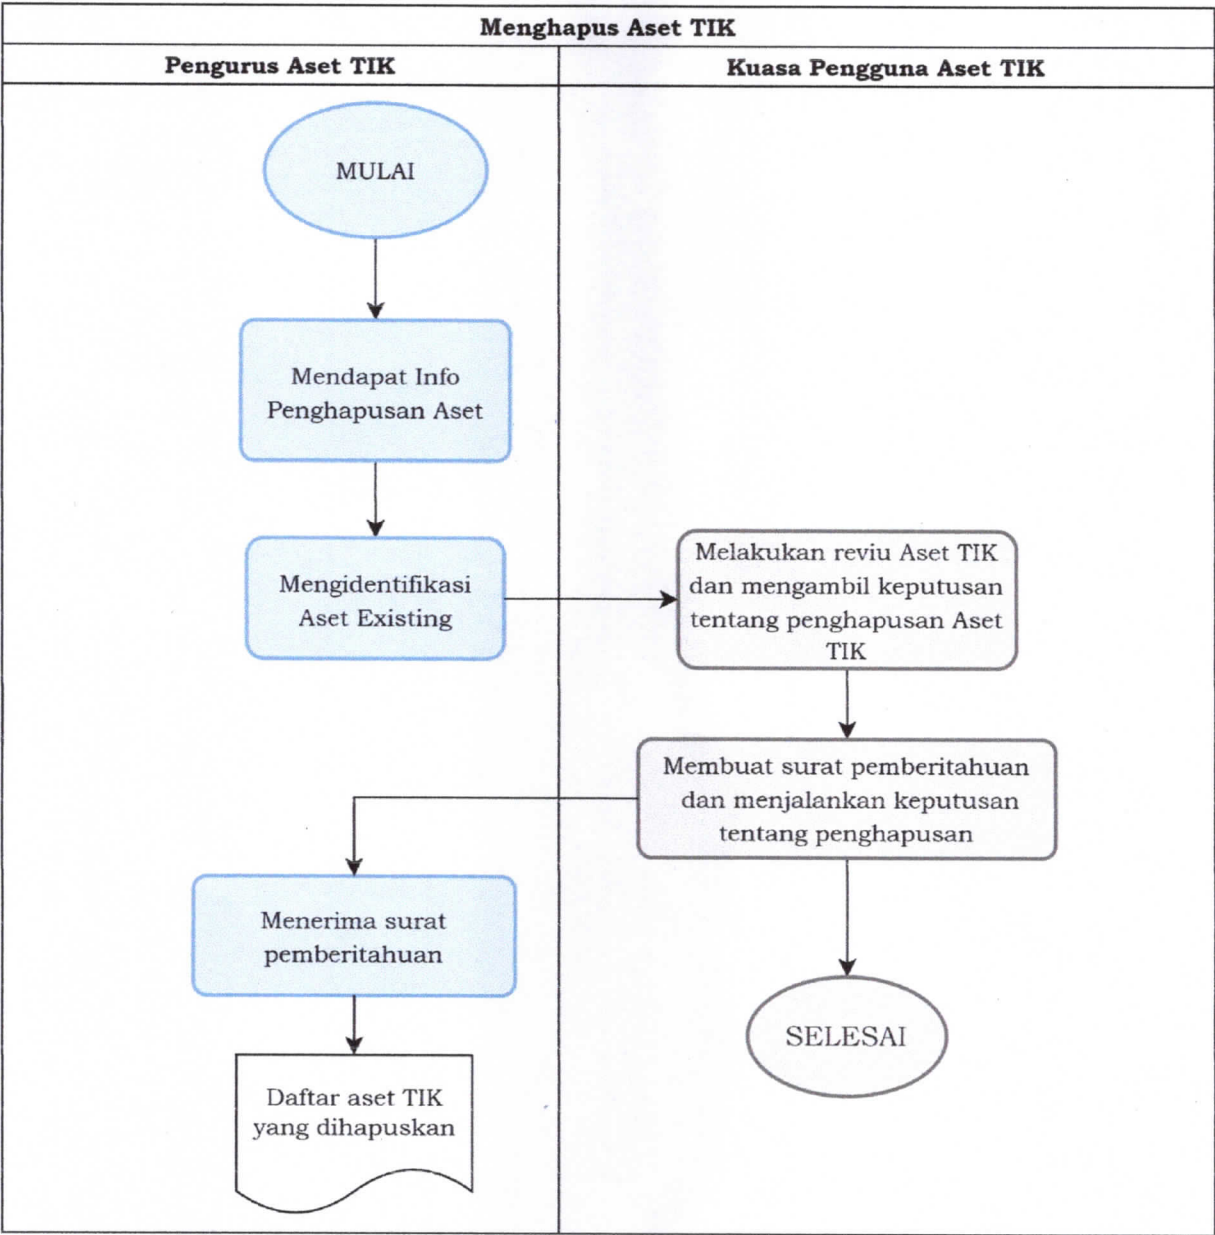 Menghapus Aset TIK
Pengurus Aset TIK
Kuasa Pengguna Aset TIK
MULAI
Mendapat Info
Penghapusan Aset
Mengidentifikasi
Aset Existing
Melakukan reviu Aset TIK
dan mengambil keputusan
tentang penghapusan Aset
TIK
Membuat surat pemberitahuan
dan menjalankan keputusan
tentang penghapusan
Menerima surat
pemberitahuan
SELESAI
Daftar aset TIK
yang dihapuskan